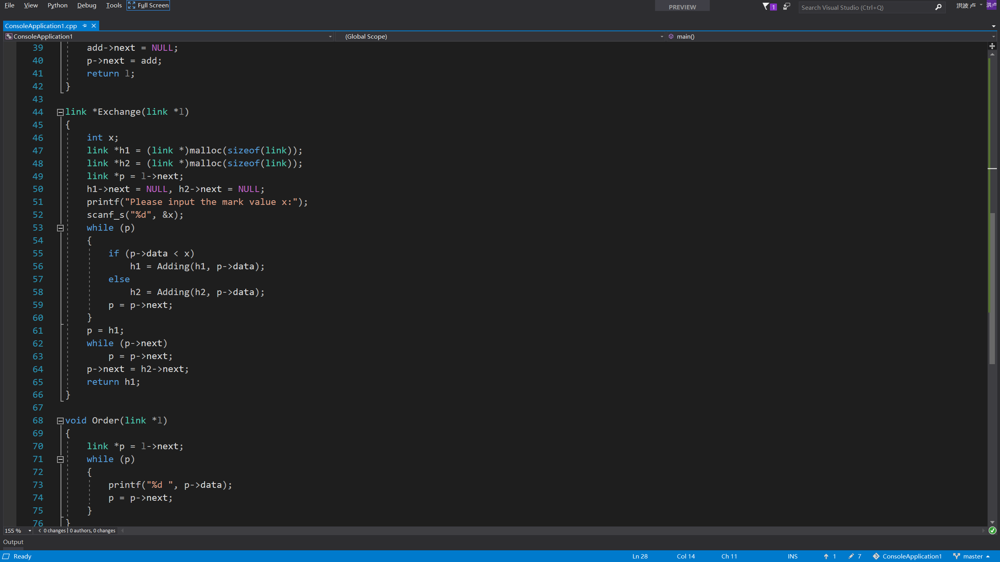 File View Python Debug Tools Full Screen PREVIEW 1 Search Visual Studio (Ctrl+Q) 洪波 卢 洪卢
ConsoleApplication1.cpp
ConsoleApplication1 (Global Scope) main()
39 add->next = NULL;
40 p->next = add;
41 return l;
42 }
43
44 link *Exchange(link *l)
45 {
46 int x;
47 link *h1 = (link *)malloc(sizeof(link));
48 link *h2 = (link *)malloc(sizeof(link));
49 link *p = l->next;
50 h1->next = NULL, h2->next = NULL;
51 printf("Please input the mark value x:");
52 scanf_s("%d", &x);
53 while (p)
54 {
55 if (p->data < x)
56 h1 = Adding(h1, p->data);
57 else
58 h2 = Adding(h2, p->data);
59 p = p->next;
60 }
61 p = h1;
62 while (p->next)
63 p = p->next;
64 p->next = h2->next;
65 return h1;
66 }
67
68 void Order(link *l)
69 {
70 link *p = l->next;
71 while (p)
72 {
73 printf("%d ", p->data);
74 p = p->next;
75 }
76 }
155 % 0 changes | 0 authors, 0 changes
Output
Ready Ln 28 Col 14 Ch 11 INS 1 7 ConsoleApplication1 master